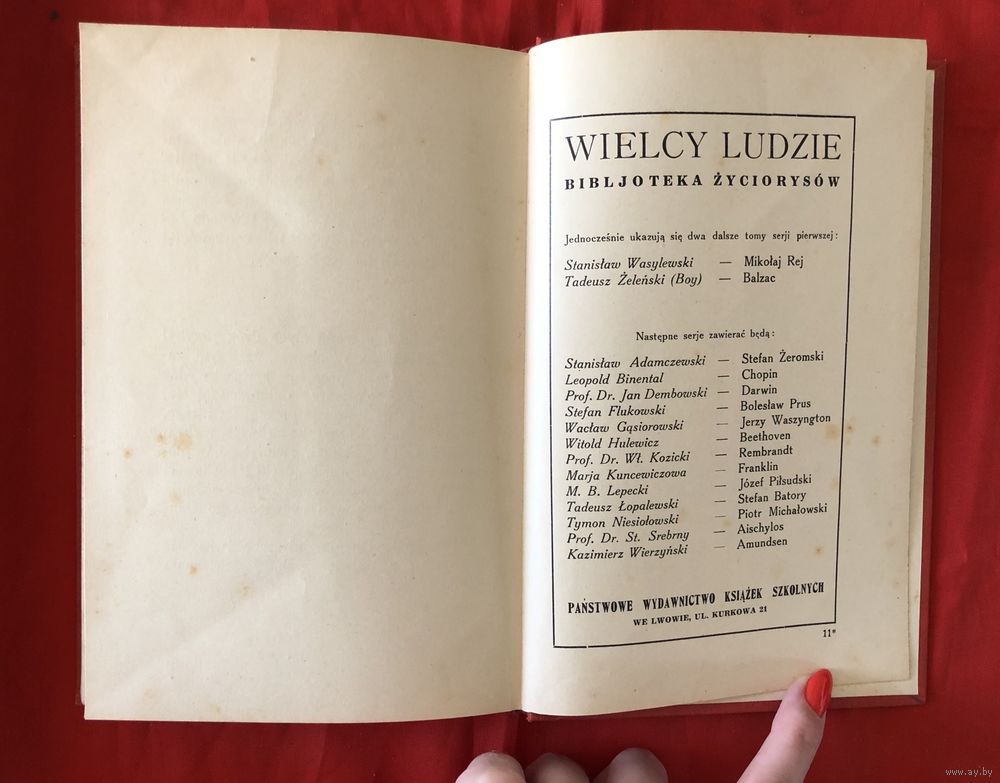 WIELCY LUDZIE
BIBLJOTEKA ŻYCIORYSÓW
Jednocześnie ukazują się dwa dalsze tomy serji pierwszej:
Stanisław Wasylewski — Mikołaj Rej
Tadeusz Żeleński (Boy) — Balzac
Następne serje zawierać będą:
Stanisław Adamczewski — Stefan Żeromski
Leopold Binental — Chopin
Prof. Dr. Jan Dembowski — Darwin
Stefan Flukowski — Bolesław Prus
Wacław Gąsiorowski — Jerzy Waszyngton
Witold Hulewicz — Beethoven
Prof. Dr. Wł. Kozicki — Rembrandt
Marja Kuncewiczowa — Franklin
M. B. Lepecki — Józef Piłsudski
Tadeusz Łopalewski — Stefan Batory
Tymon Niesiołowski — Piotr Michałowski
Prof. Dr. St. Srebrny — Aischylos
Kazimierz Wierzyński — Amundsen
PAŃSTWOWE WYDAWNICTWO KSIĄŻEK SZKOLNYCH
WE LWOWIE, UL. KURKOWA 21
11*
www.ay.by